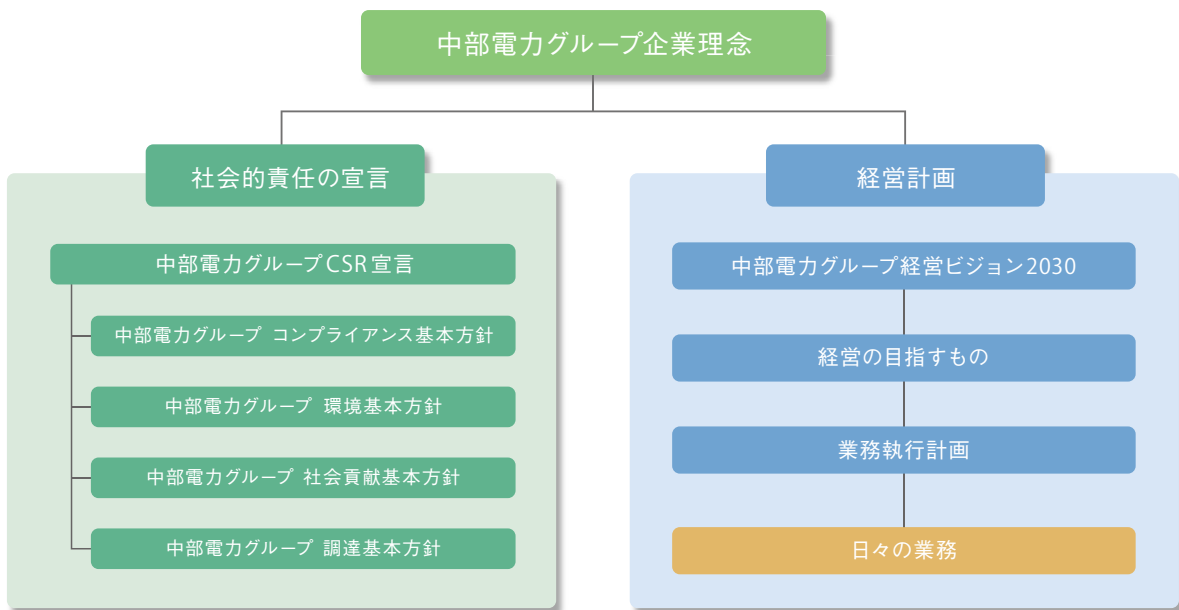 中部電力グループ企業理念
社会的責任の宣言
中部電力グループCSR宣言
中部電力グループ コンプライアンス基本方針
中部電力グループ 環境基本方針
中部電力グループ 社会貢献基本方針
中部電力グループ 調達基本方針
経営計画
中部電力グループ経営ビジョン2030
経営の目指すもの
業務執行計画
日々の業務